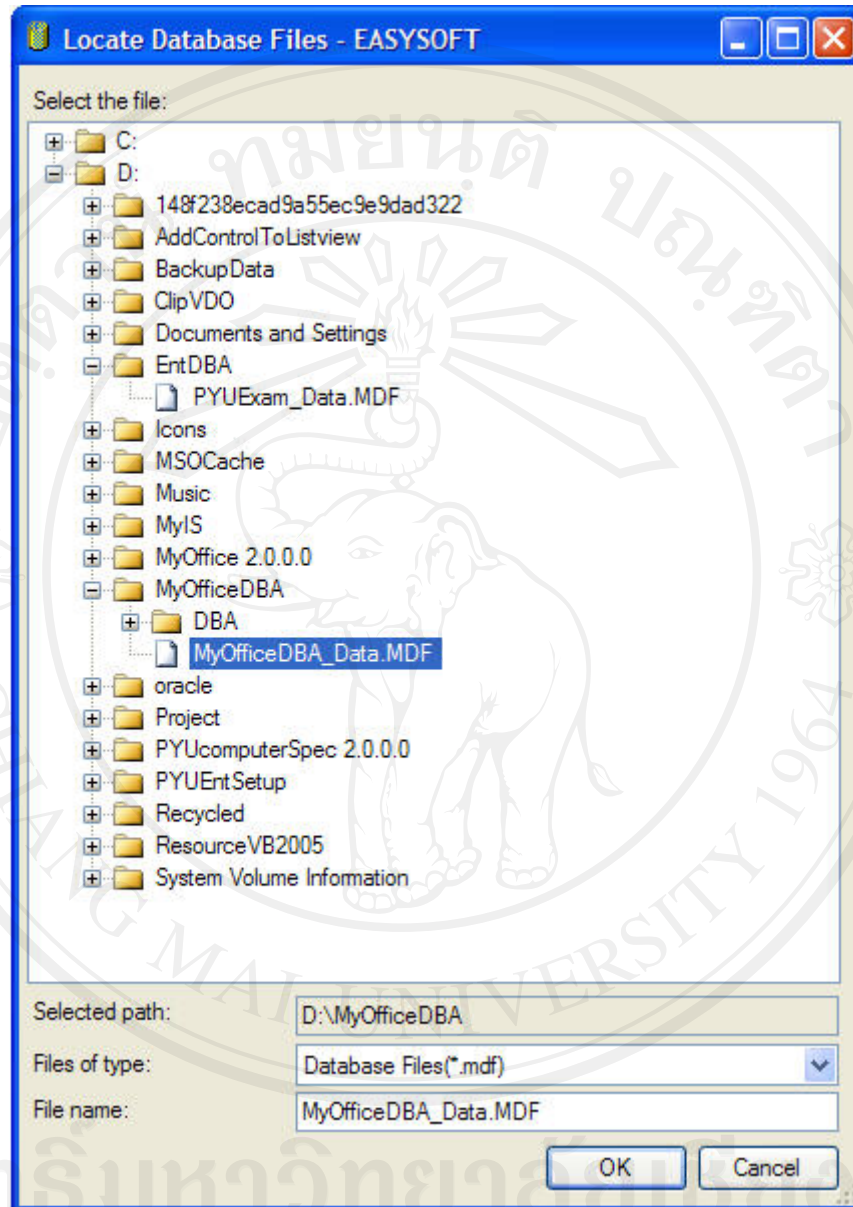 Locate Database Files - EASYSOFT
Select the file:
C:
D:
148f238ecad9a55ec9e9dad322
AddControlToListview
BackupData
ClipVDO
Documents and Settings
EntDBA
PYUExam_Data.MDF
Icons
MSOCache
Music
MyIS
MyOffice 2.0.0.0
MyOfficeDBA
DBA
MyOfficeDBA_Data.MDF
oracle
Project
PYUcomputerSpec 2.0.0.0
PYUEntSetup
Recycled
ResourceVB2005
System Volume Information
Selected path: D:\MyOfficeDBA
Files of type: Database Files(*.mdf)
File name: MyOfficeDBA_Data.MDF
OK Cancel
MAI UNIVERSITY 1964